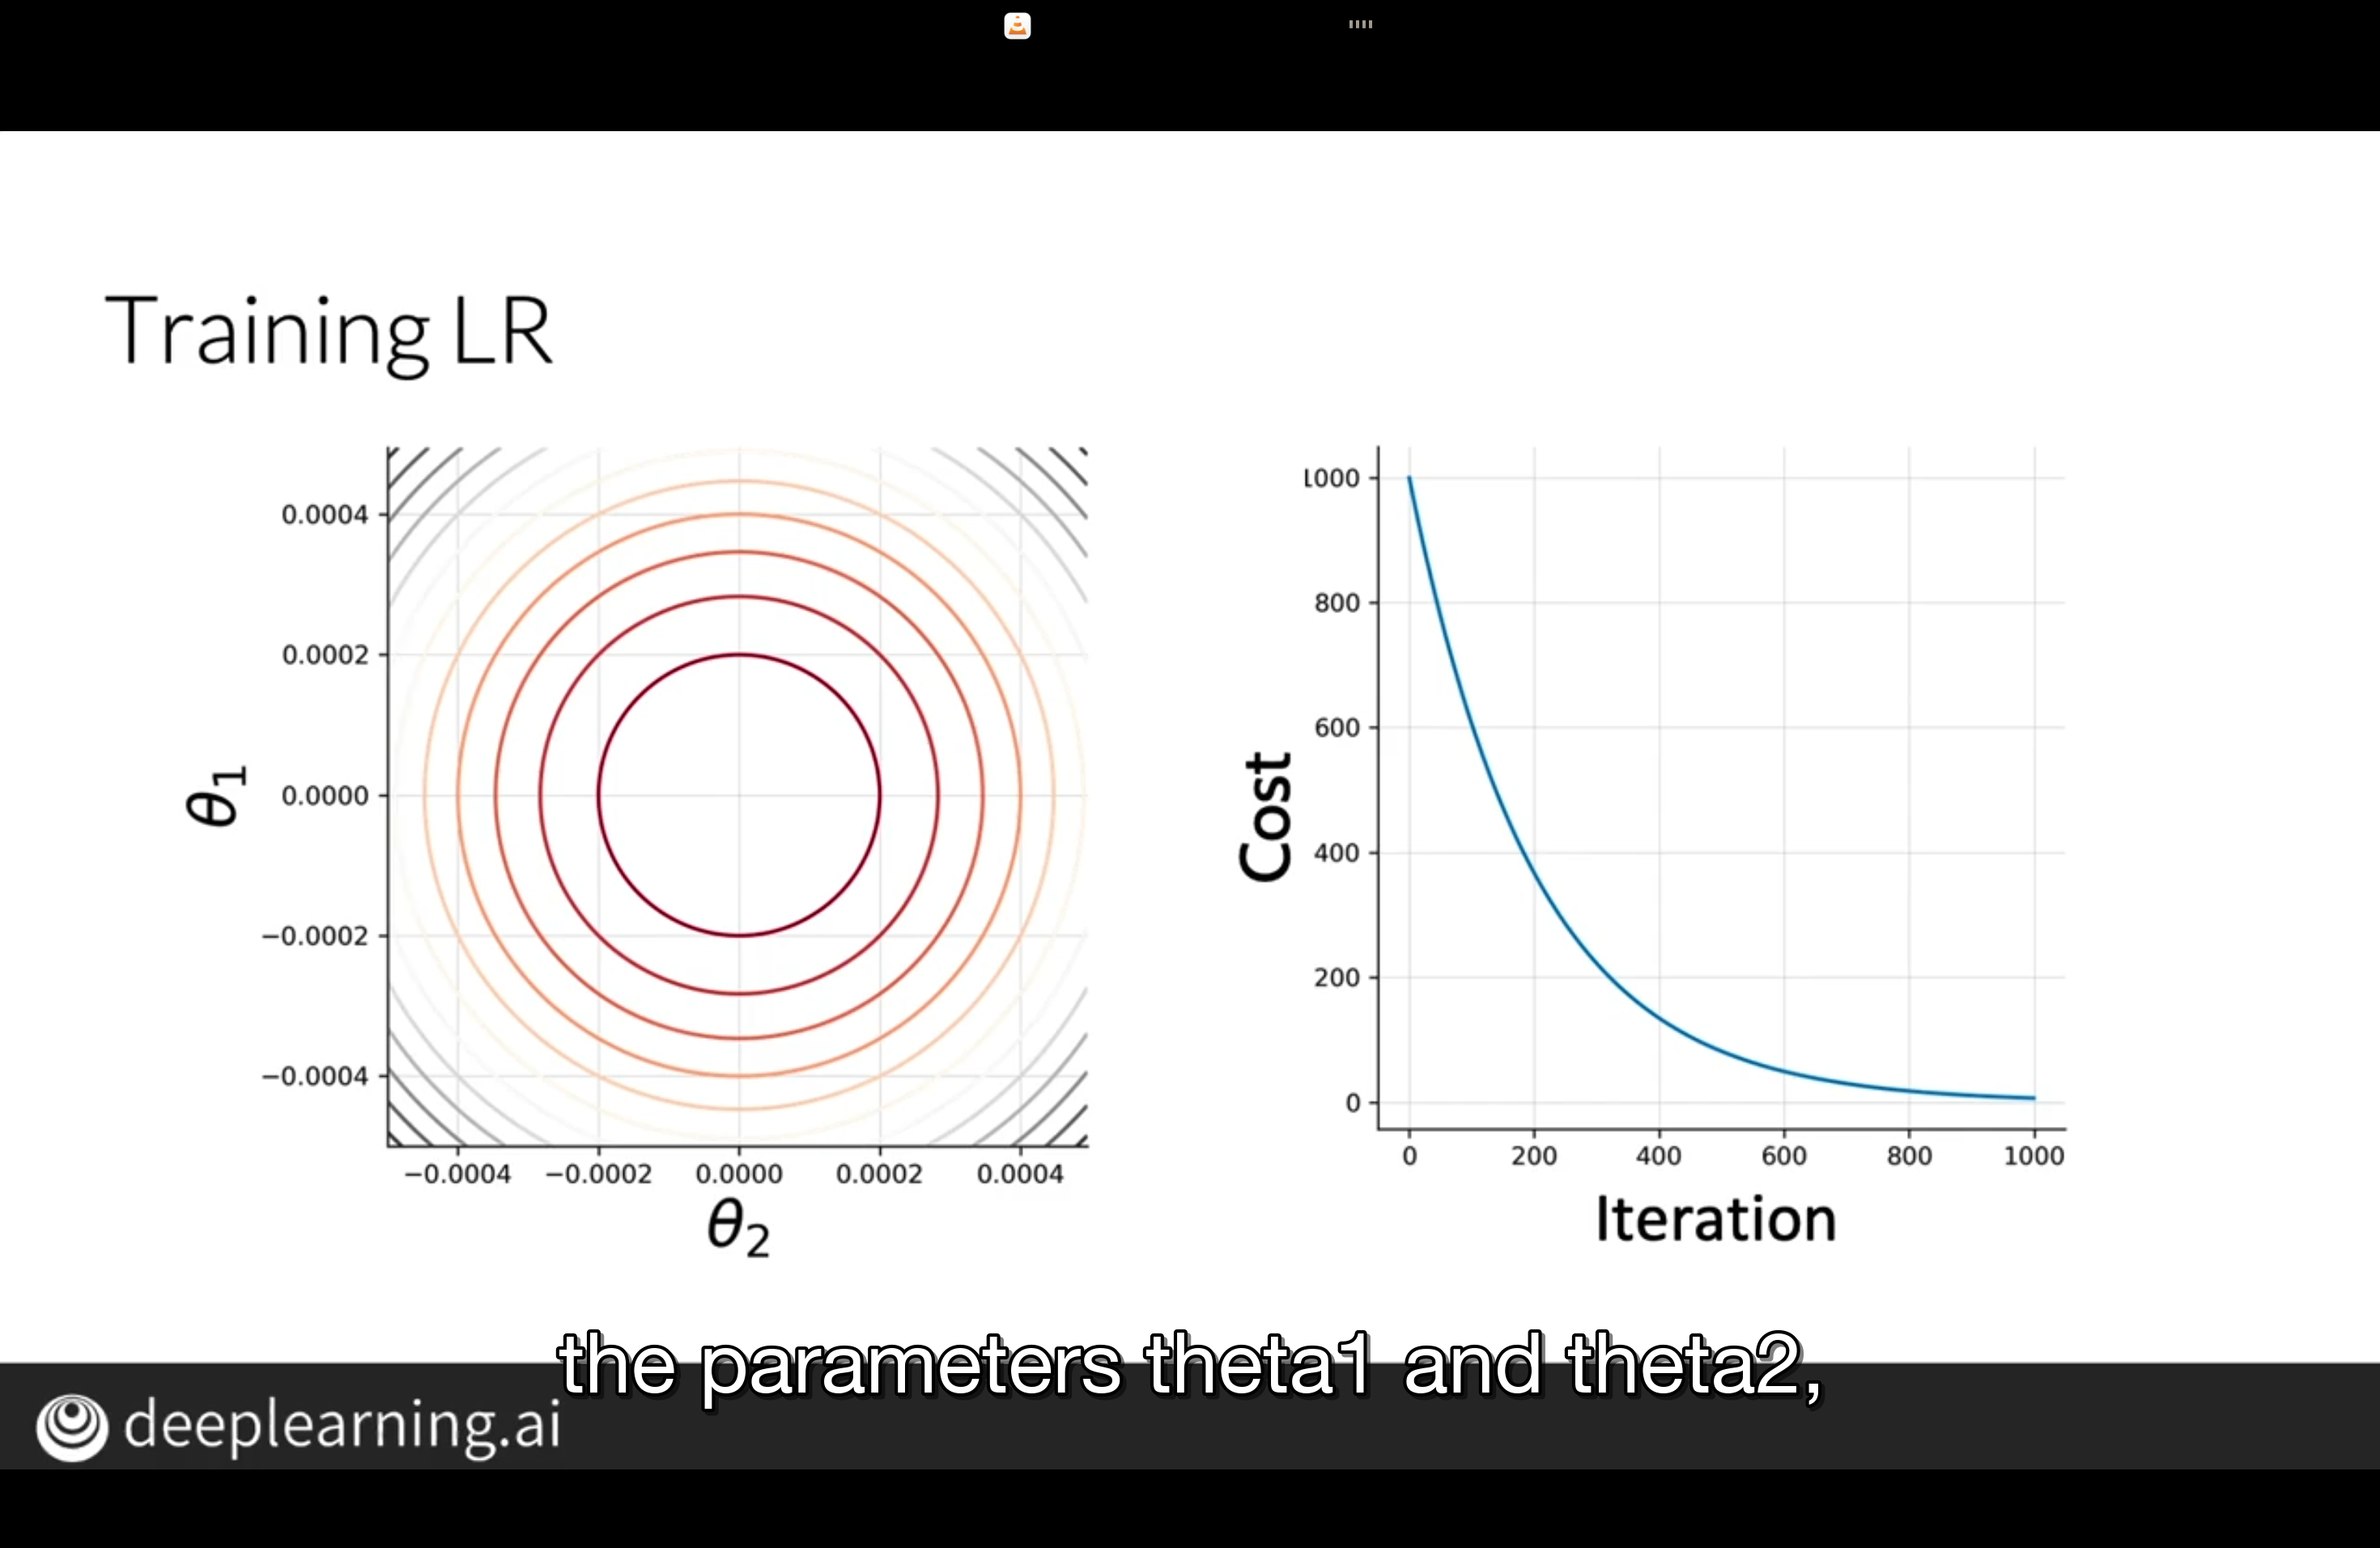 Training LR
0.0004
0.0002
0.0000
−0.0002
−0.0004
θ1
−0.0004 −0.0002 0.0000 0.0002 0.0004
θ2
1000
800
600
400
200
0
Cost
0 200 400 600 800 1000
Iteration
the parameters theta1 and theta2,
deeplearning.ai